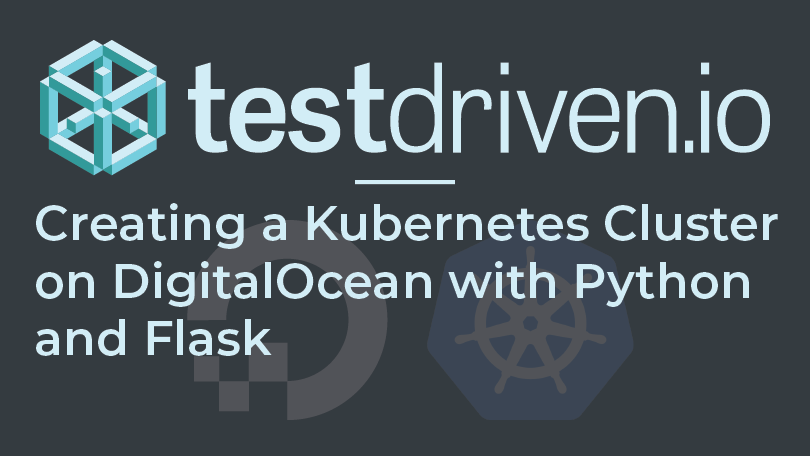 testdriven.io
Creating a Kubernetes Cluster
on DigitalOcean with Python
and Flask